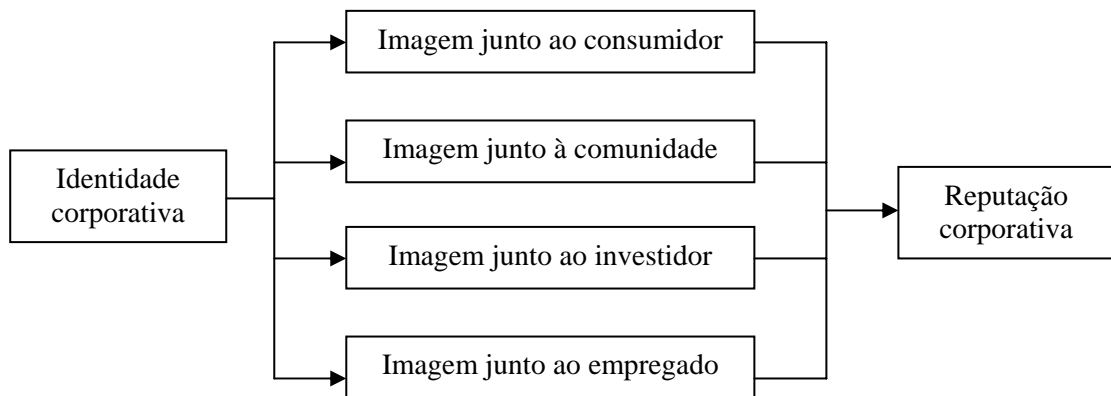 Imagem junto ao consumidor
Imagem junto à comunidade
Identidade
corporativa
Imagem junto ao investidor
Imagem junto ao empregado
Reputação
corporativa